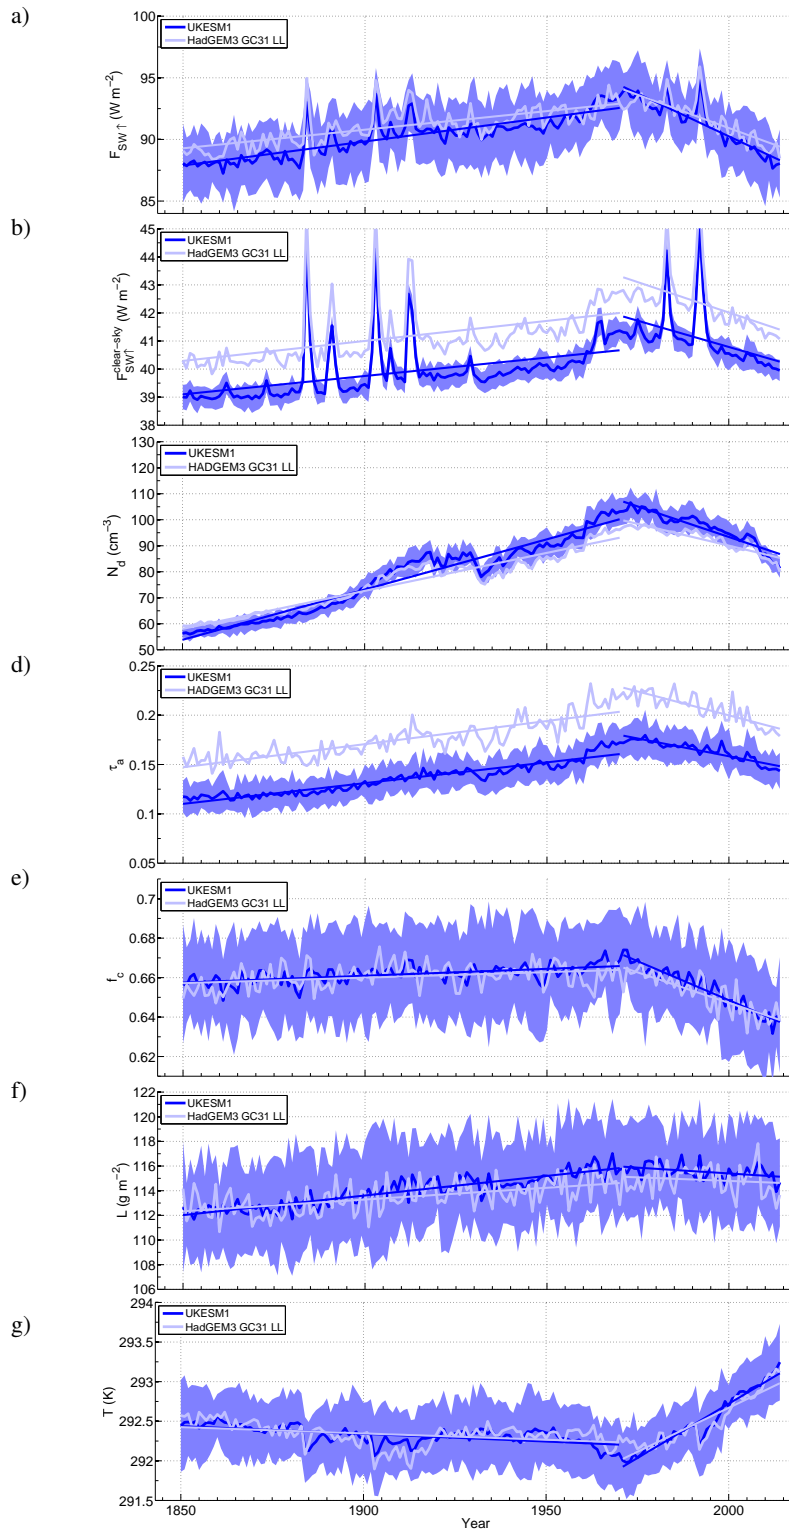 a)
100
95
90
85
F SW↑ (W m−2)
UKESM1
HadGEM3 GC31 LL
b)
45
44
43
42
41
40
39
38
F clear−sky SW↑ (W m−2)
UKESM1
HadGEM3 GC31 LL
130
120
110
100
90
80
70
60
50
N d (cm−3)
UKESM1
HADGEM3 GC31 LL
d)
0.25
0.2
0.15
0.1
0.05
τ a
UKESM1
HADGEM3 GC31 LL
e)
0.7
0.68
0.66
0.64
0.62
f c
UKESM1
HadGEM3 GC31 LL
f)
122
120
118
116
114
112
110
108
106
L (g m−2)
UKESM1
HadGEM3 GC31 LL
g)
294
293.5
293
292.5
292
291.5
T (K)
UKESM1
HadGEM3 GC31 LL
1850 1900 1950 2000
Year